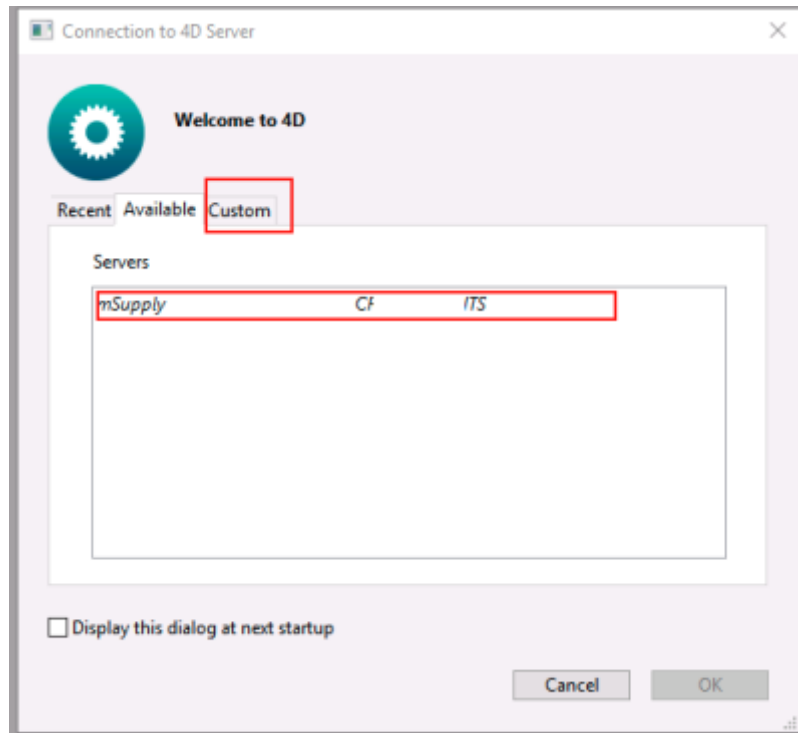 Connection to 4D Server
Welcome to 4D
Recent Available Custom
Servers
mSupply
Display this dialog at next startup
Cancel OK